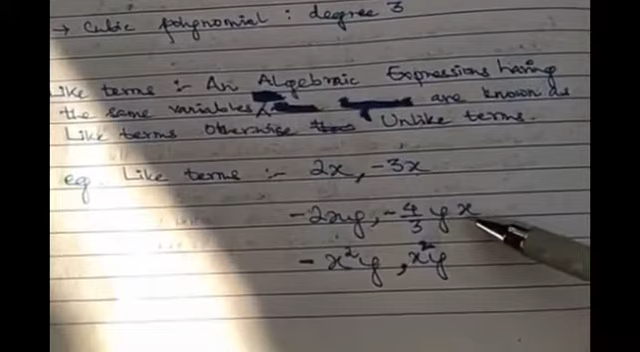 → Cubic polynomial : degree 3
Like terms :- An Algebraic Expressions having
the same variables are known as
Like terms Otherwise Unlike terms.
eg. Like terms :- 2x, -3x
-2xy, -4/3 yx
- x²y, x²y